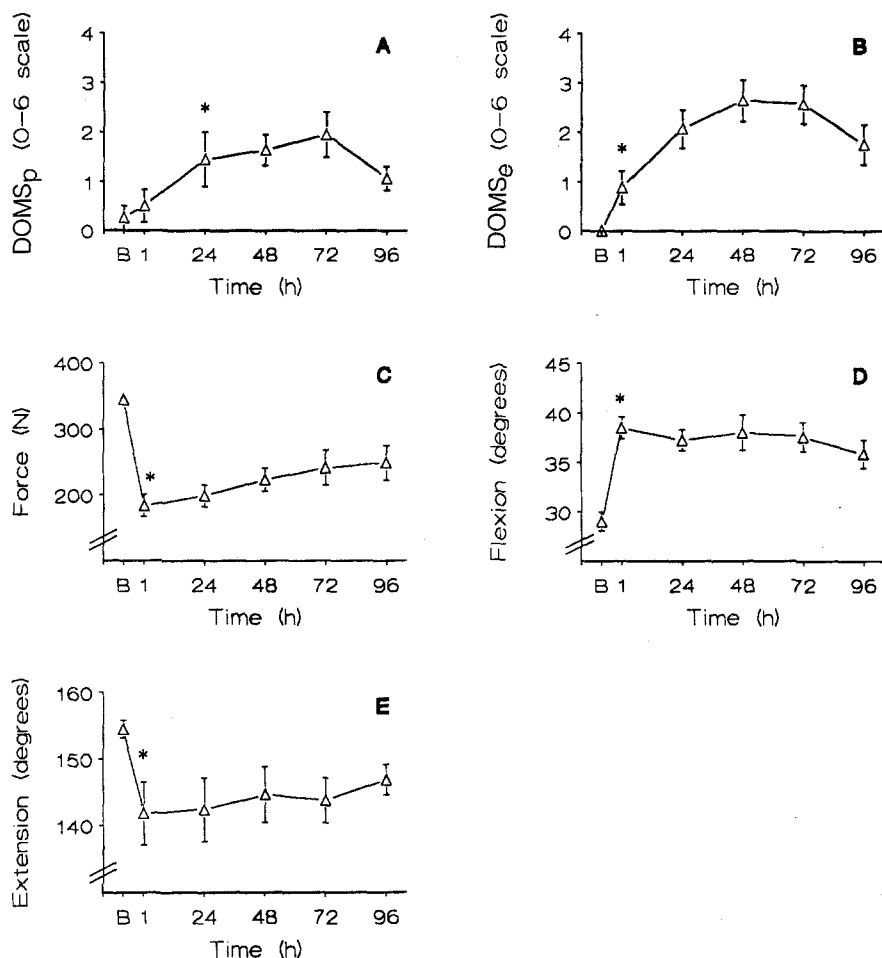 A
DOMSp (0-6 scale)
4
3
2
1
0
*
B 1 24 48 72 96
Time (h)
B
DOMSe (0-6 scale)
4
3
2
1
0
*
B 1 24 48 72 96
Time (h)
C
Force (N)
400
300
200
*
B 1 24 48 72 96
Time (h)
D
Flexion (degrees)
45
40
35
30
*
B 1 24 48 72 96
Time (h)
E
Extension (degrees)
160
150
140
*
B 1 24 48 72 96
Time (h)